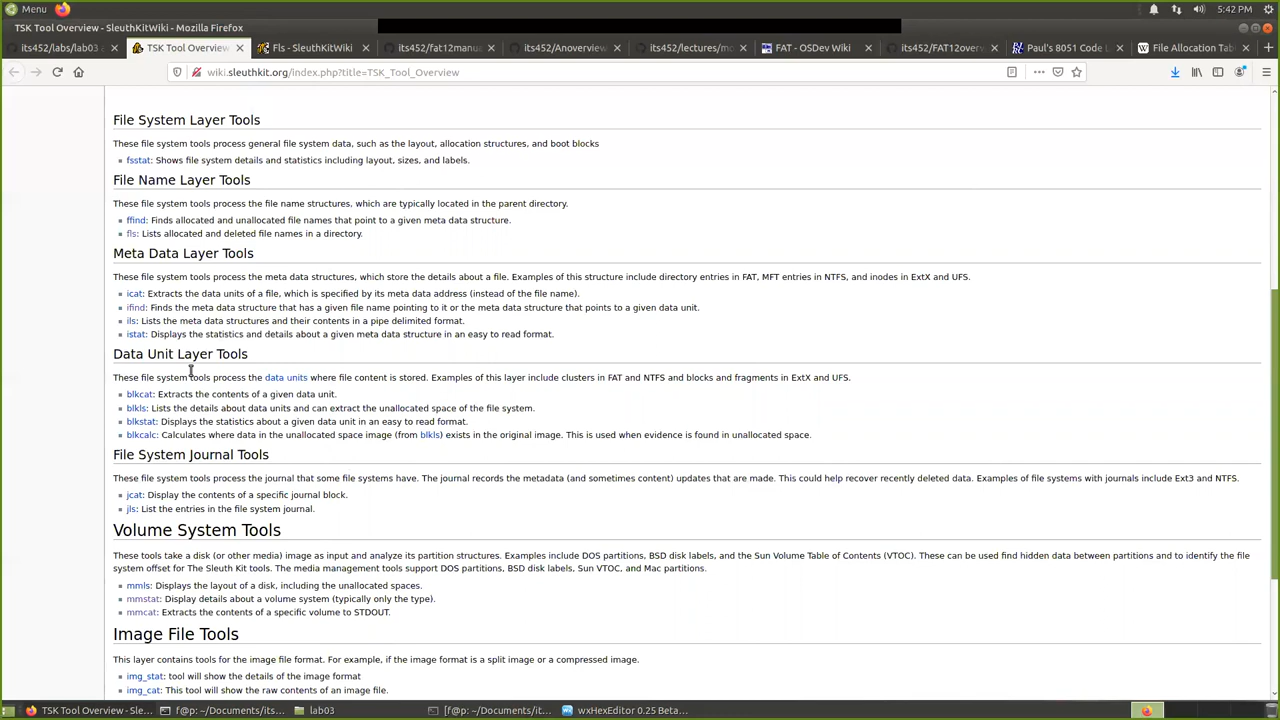 Menu
5:42 PM
TSK Tool Overview - SleuthKitWiki - Mozilla Firefox
its452/labs/lab03
TSK Tool Overview
Fls - SleuthKitWiki
its452/fat12manu
its452/Anoverview
its452/lectures/mo
FAT - OSDev Wiki
its452/FAT12over
Paul's 8051 Code L
File Allocation Tab
wiki.sleuthkit.org/index.php?title=TSK_Tool_Overview
File System Layer Tools
These file system tools process general file system data, such as the layout, allocation structures, and boot blocks
fsstat: Shows file system details and statistics including layout, sizes, and labels.
File Name Layer Tools
These file system tools process the file name structures, which are typically located in the parent directory.
ffind: Finds allocated and unallocated file names that point to a given meta data structure.
fls: Lists allocated and deleted file names in a directory.
Meta Data Layer Tools
These file system tools process the meta data structures, which store the details about a file. Examples of this structure include directory entries in FAT, MFT entries in NTFS, and inodes in ExtX and UFS.
icat: Extracts the data units of a file, which is specified by its meta data address (instead of the file name).
ifind: Finds the meta data structure that has a given file name pointing to it or the meta data structure that points to a given data unit.
ils: Lists the meta data structures and their contents in a pipe delimited format.
istat: Displays the statistics and details about a given meta data structure in an easy to read format.
Data Unit Layer Tools
These file system tools process the data units where file content is stored. Examples of this layer include clusters in FAT and NTFS and blocks and fragments in ExtX and UFS.
blkcat: Extracts the contents of a given data unit.
blkls: Lists the details about data units and can extract the unallocated space of the file system.
blkstat: Displays the statistics about a given data unit in an easy to read format.
blkcalc: Calculates where data in the unallocated space image (from blkls) exists in the original image. This is used when evidence is found in unallocated space.
File System Journal Tools
These file system tools process the journal that some file systems have. The journal records the metadata (and sometimes content) updates that are made. This could help recover recently deleted data. Examples of file systems with journals include Ext3 and NTFS.
jcat: Display the contents of a specific journal block.
jls: List the entries in the file system journal.
Volume System Tools
These tools take a disk (or other media) image as input and analyze its partition structures. Examples include DOS partitions, BSD disk labels, and the Sun Volume Table of Contents (VTOC). These can be used find hidden data between partitions and to identify the file
system offset for The Sleuth Kit tools. The media management tools support DOS partitions, BSD disk labels, Sun VTOC, and Mac partitions.
mmls: Displays the layout of a disk, including the unallocated spaces.
mmstat: Display details about a volume system (typically only the type).
mmcat: Extracts the contents of a specific volume to STDOUT.
Image File Tools
This layer contains tools for the image file format. For example, if the image format is a split image or a compressed image.
img_stat: tool will show the details of the image format
img_cat: This tool will show the raw contents of an image file.
TSK Tool Overview - S...
f@p: ~/Documents/its...
lab03
[f@p: ~/Documents/it...
wxHexEditor 0.25 Beta...